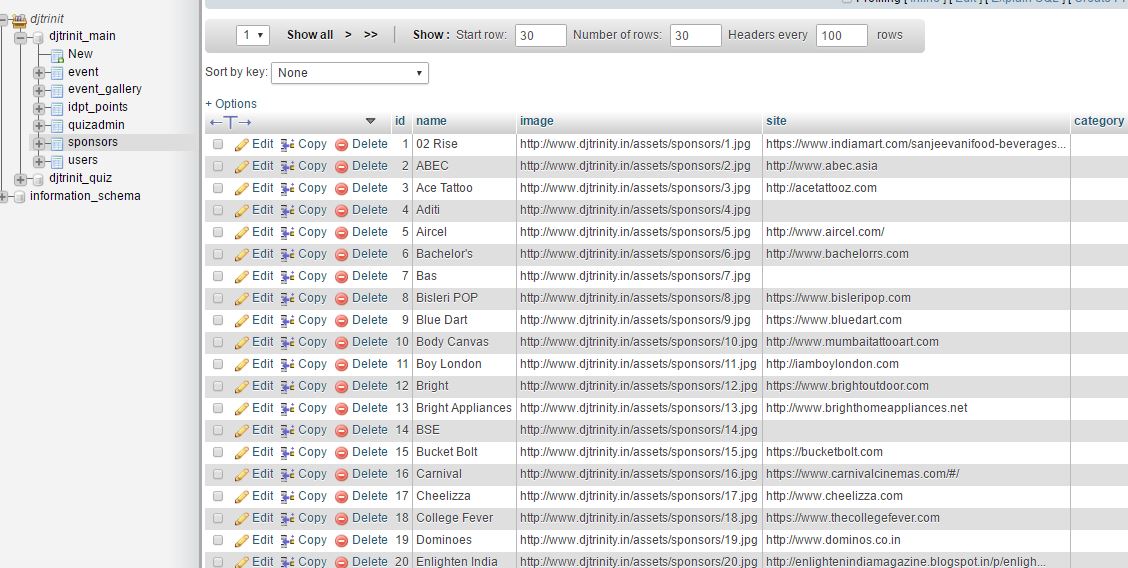 Profiling [ Inline ] [ Edit ] [ Explain SQL ] [ Create P
1 Show all > >> Show : Start row: 30 Number of rows: 30 Headers every 100 rows
Sort by key: None
+ Options
djtrinit
djtrinit_main
New
event
event_gallery
idpt_points
quizadmin
sponsors
users
djtrinit_quiz
information_schema
←T→ id name image site category
Edit Copy Delete 1 02 Rise http://www.djtrinity.in/assets/sponsors/1.jpg https://www.indiamart.com/sanjeevanifood-beverages...
Edit Copy Delete 2 ABEC http://www.djtrinity.in/assets/sponsors/2.jpg http://www.abec.asia
Edit Copy Delete 3 Ace Tattoo http://www.djtrinity.in/assets/sponsors/3.jpg http://acetattooz.com
Edit Copy Delete 4 Aditi http://www.djtrinity.in/assets/sponsors/4.jpg
Edit Copy Delete 5 Aircel http://www.djtrinity.in/assets/sponsors/5.jpg http://www.aircel.com/
Edit Copy Delete 6 Bachelor's http://www.djtrinity.in/assets/sponsors/6.jpg http://www.bachelorrs.com
Edit Copy Delete 7 Bas http://www.djtrinity.in/assets/sponsors/7.jpg
Edit Copy Delete 8 Bisleri POP http://www.djtrinity.in/assets/sponsors/8.jpg https://www.bisleripop.com
Edit Copy Delete 9 Blue Dart http://www.djtrinity.in/assets/sponsors/9.jpg https://www.bluedart.com
Edit Copy Delete 10 Body Canvas http://www.djtrinity.in/assets/sponsors/10.jpg http://www.mumbaitattooart.com
Edit Copy Delete 11 Boy London http://www.djtrinity.in/assets/sponsors/11.jpg http://iamboylondon.com
Edit Copy Delete 12 Bright http://www.djtrinity.in/assets/sponsors/12.jpg https://www.brightoutdoor.com
Edit Copy Delete 13 Bright Appliances http://www.djtrinity.in/assets/sponsors/13.jpg http://www.brighthomeappliances.net
Edit Copy Delete 14 BSE http://www.djtrinity.in/assets/sponsors/14.jpg
Edit Copy Delete 15 Bucket Bolt http://www.djtrinity.in/assets/sponsors/15.jpg https://bucketbolt.com
Edit Copy Delete 16 Carnival http://www.djtrinity.in/assets/sponsors/16.jpg https://www.carnivalcinemas.com/#/
Edit Copy Delete 17 Cheelizza http://www.djtrinity.in/assets/sponsors/17.jpg http://www.cheelizza.com
Edit Copy Delete 18 College Fever http://www.djtrinity.in/assets/sponsors/18.jpg https://www.thecollegefever.com
Edit Copy Delete 19 Dominoes http://www.djtrinity.in/assets/sponsors/19.jpg http://www.dominos.co.in
Edit Copy Delete 20 Enlighten India http://www.djtrinity.in/assets/sponsors/20.jpg http://enlightenindiamagazine.blogspot.in/p/enligh...